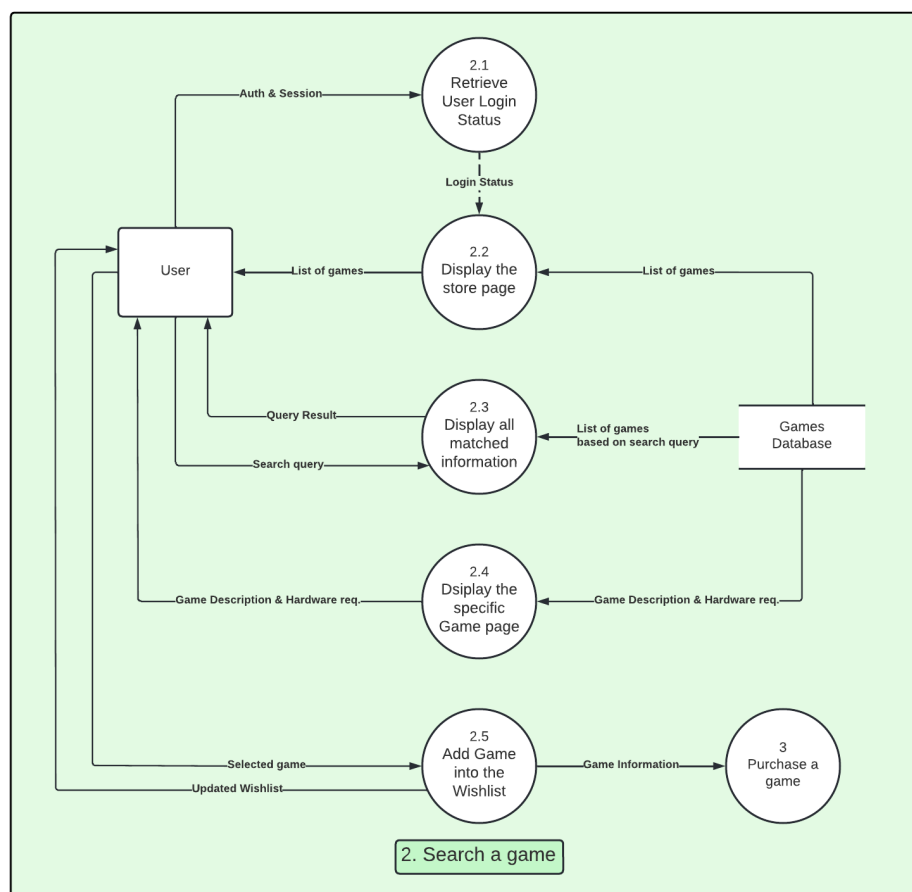 2.1
Retrieve
User Login
Status
Auth & Session
Login Status
User
List of games
2.2
Display the
store page
List of games
Query Result
Search query
2.3
Display all
matched
information
List of games
based on search query
Games
Database
Game Description & Hardware req.
2.4
Dsiplay the
specific
Game page
Game Description & Hardware req.
Selected game
Updated Wishlist
2.5
Add Game
into the
Wishlist
Game Information
3
Purchase a
game
2. Search a game